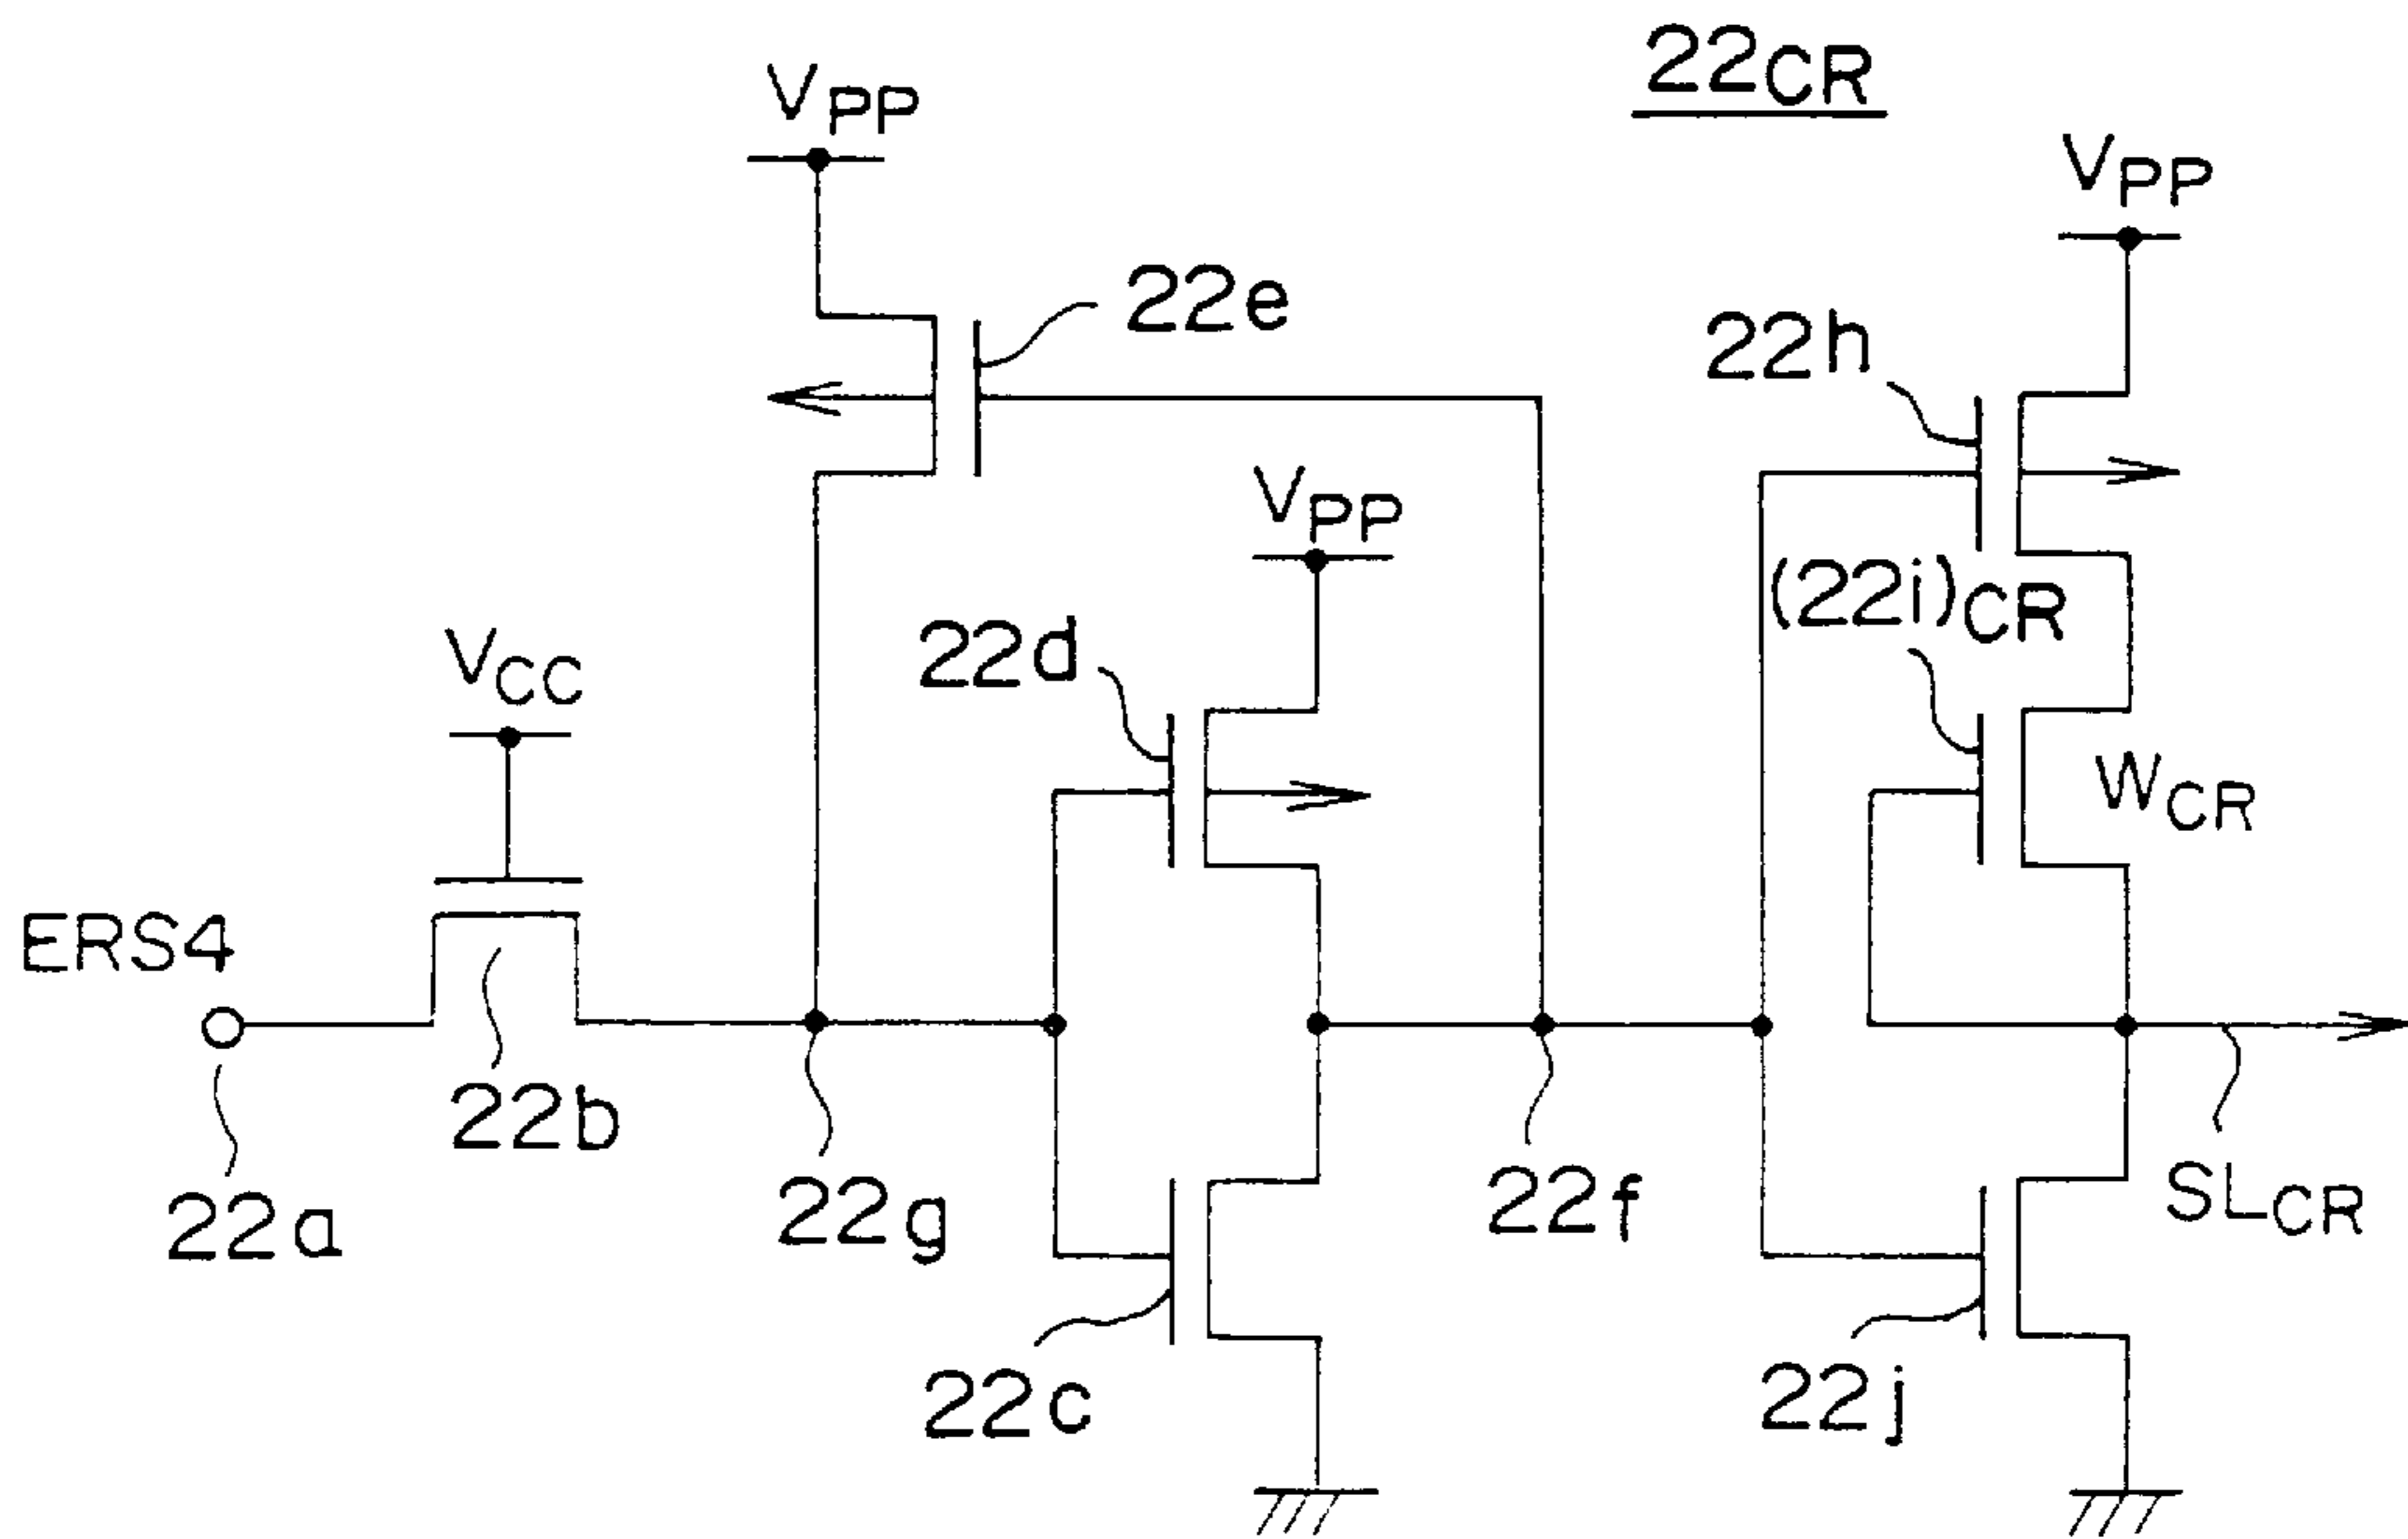 22CR
VPP
VPP
22e
22h
VPP
(22i)CR
22d
VCC
WCR
ERS4
22b
22a
22g
22f
SLCR
22c
22j